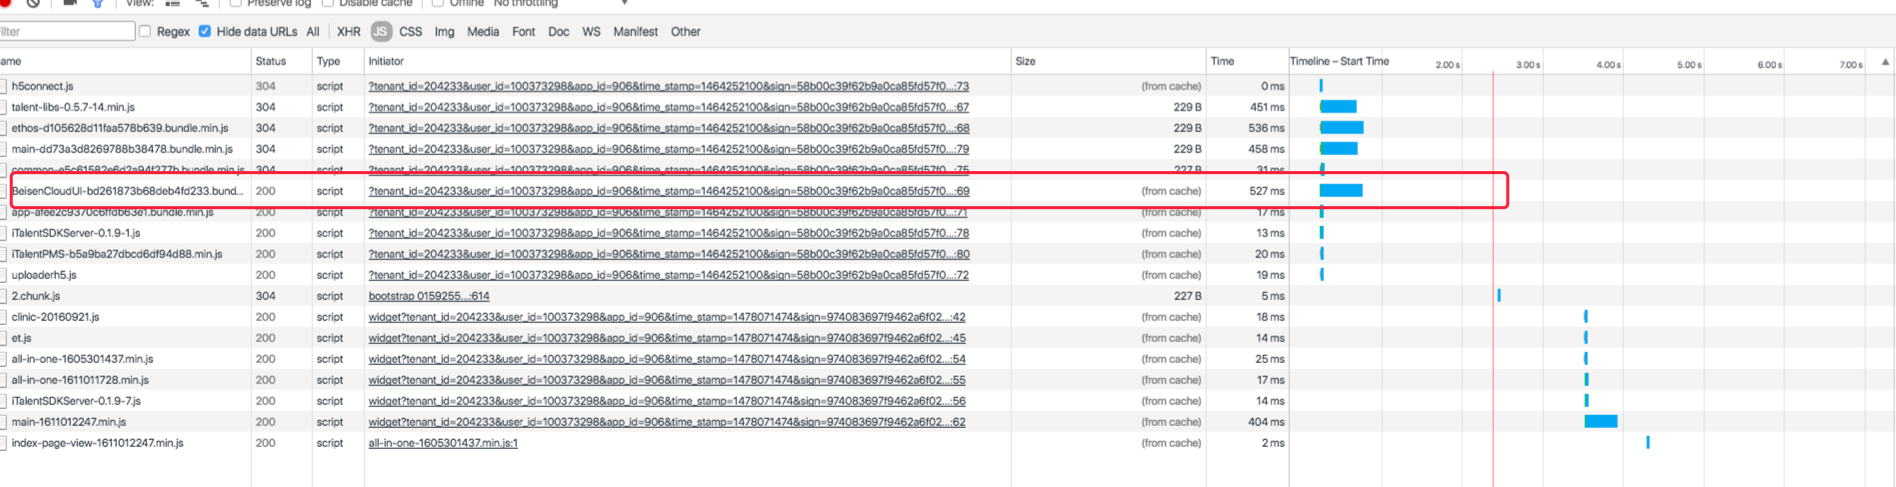 View: Preserve log Disable cache Offline No throttling
Filter Regex Hide data URLs All XHR JS CSS Img Media Font Doc WS Manifest Other
ame Status Type Initiator Size Time Timeline – Start Time 2.00 s 3.00 s 4.00 s 5.00 s 6.00 s 7.00 s ▲
h5connect.js 304 script ?tenant_id=204233&user_id=100373298&app_id=906&time_stamp=1464252100&sign=58b00c39f62b9a0ca85fd57f0...:73 (from cache) 0 ms
talent-libs-0.5.7-14.min.js 304 script ?tenant_id=204233&user_id=100373298&app_id=906&time_stamp=1464252100&sign=58b00c39f62b9a0ca85fd57f0...:67 229 B 451 ms
ethos-d105628d11faa578b639.bundle.min.js 304 script ?tenant_id=204233&user_id=100373298&app_id=906&time_stamp=1464252100&sign=58b00c39f62b9a0ca85fd57f0...:68 229 B 536 ms
main-dd73a3d8269788b38478.bundle.min.js 304 script ?tenant_id=204233&user_id=100373298&app_id=906&time_stamp=1464252100&sign=58b00c39f62b9a0ca85fd57f0...:79 229 B 458 ms
common-e5c61582e6d2a94f277b.bundle.min.js 304 script ?tenant_id=204233&user_id=100373298&app_id=906&time_stamp=1464252100&sign=58b00c39f62b9a0ca85fd57f0...:75 227 B 31 ms
BeisenCloudUI-bd261873b68deb4fd233.bund... 200 script ?tenant_id=204233&user_id=100373298&app_id=906&time_stamp=1464252100&sign=58b00c39f62b9a0ca85fd57f0...:69 (from cache) 527 ms
app-afee2c9370c6ffdb63e1.bundle.min.js 200 script ?tenant_id=204233&user_id=100373298&app_id=906&time_stamp=1464252100&sign=58b00c39f62b9a0ca85fd57f0...:71 (from cache) 17 ms
iTalentSDKServer-0.1.9-1.js 200 script ?tenant_id=204233&user_id=100373298&app_id=906&time_stamp=1464252100&sign=58b00c39f62b9a0ca85fd57f0...:78 (from cache) 13 ms
iTalentPMS-b5a9ba27dbcd6df94d88.min.js 200 script ?tenant_id=204233&user_id=100373298&app_id=906&time_stamp=1464252100&sign=58b00c39f62b9a0ca85fd57f0...:80 (from cache) 20 ms
uploaderh5.js 200 script ?tenant_id=204233&user_id=100373298&app_id=906&time_stamp=1464252100&sign=58b00c39f62b9a0ca85fd57f0...:72 (from cache) 19 ms
2.chunk.js 304 script bootstrap 0159255...:614 227 B 5 ms
clinic-20160921.js 200 script widget?tenant_id=204233&user_id=100373298&app_id=906&time_stamp=1478071474&sign=974083697f9462a6f02...:42 (from cache) 18 ms
et.js 200 script widget?tenant_id=204233&user_id=100373298&app_id=906&time_stamp=1478071474&sign=974083697f9462a6f02...:45 (from cache) 14 ms
all-in-one-1605301437.min.js 200 script widget?tenant_id=204233&user_id=100373298&app_id=906&time_stamp=1478071474&sign=974083697f9462a6f02...:54 (from cache) 25 ms
all-in-one-1611011728.min.js 200 script widget?tenant_id=204233&user_id=100373298&app_id=906&time_stamp=1478071474&sign=974083697f9462a6f02...:55 (from cache) 17 ms
iTalentSDKServer-0.1.9-7.js 200 script widget?tenant_id=204233&user_id=100373298&app_id=906&time_stamp=1478071474&sign=974083697f9462a6f02...:56 (from cache) 14 ms
main-1611012247.min.js 200 script widget?tenant_id=204233&user_id=100373298&app_id=906&time_stamp=1478071474&sign=974083697f9462a6f02...:62 (from cache) 404 ms
index-page-view-1611012247.min.js 200 script all-in-one-1605301437.min.js:1 (from cache) 2 ms